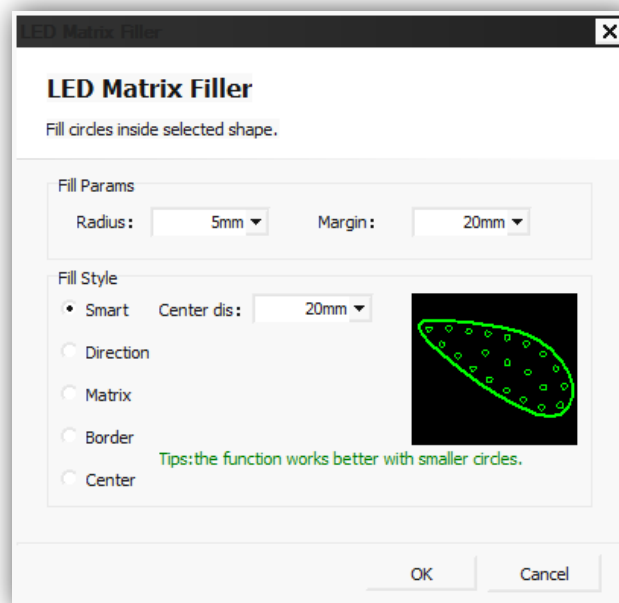 LED Matrix Filler
LED Matrix Filler
Fill circles inside selected shape.
Fill Params
Radius: 5mm Margin: 20mm
Fill Style
Smart Center dis: 20mm
Direction
Matrix
Border
Tips:the function works better with smaller circles.
Center
OK Cancel